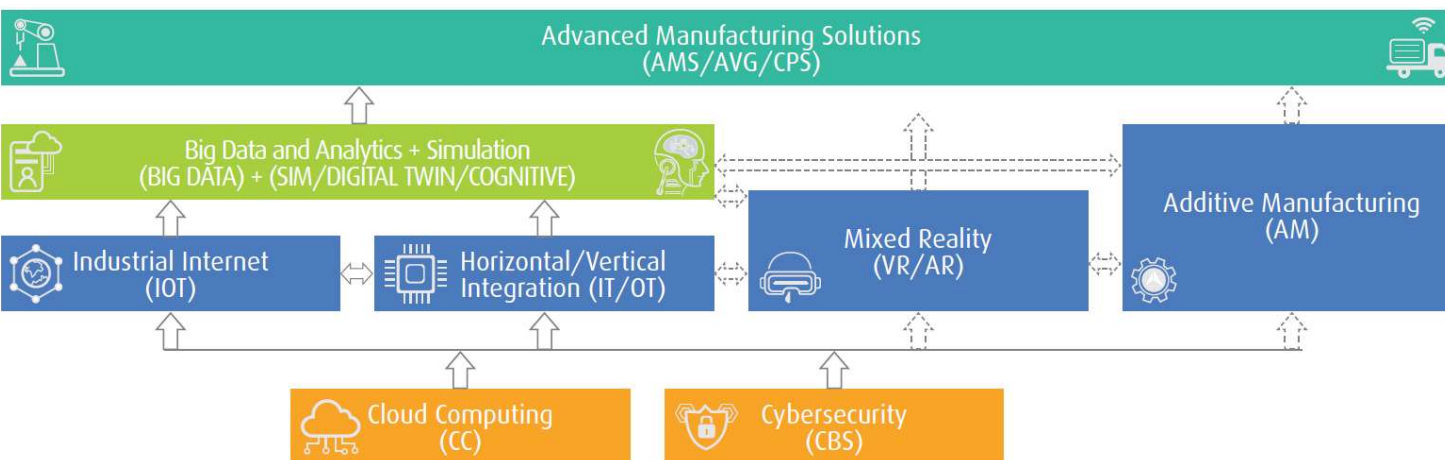 Advanced Manufacturing Solutions
(AMS/AVG/CPS)
Big Data and Analytics + Simulation
(BIG DATA) + (SIM/DIGITAL TWIN/COGNITIVE)
Industrial Internet
(IOT)
Horizontal/Vertical
Integration (IT/OT)
Mixed Reality
(VR/AR)
Additive Manufacturing
(AM)
Cloud Computing
(CC)
Cybersecurity
(CBS)